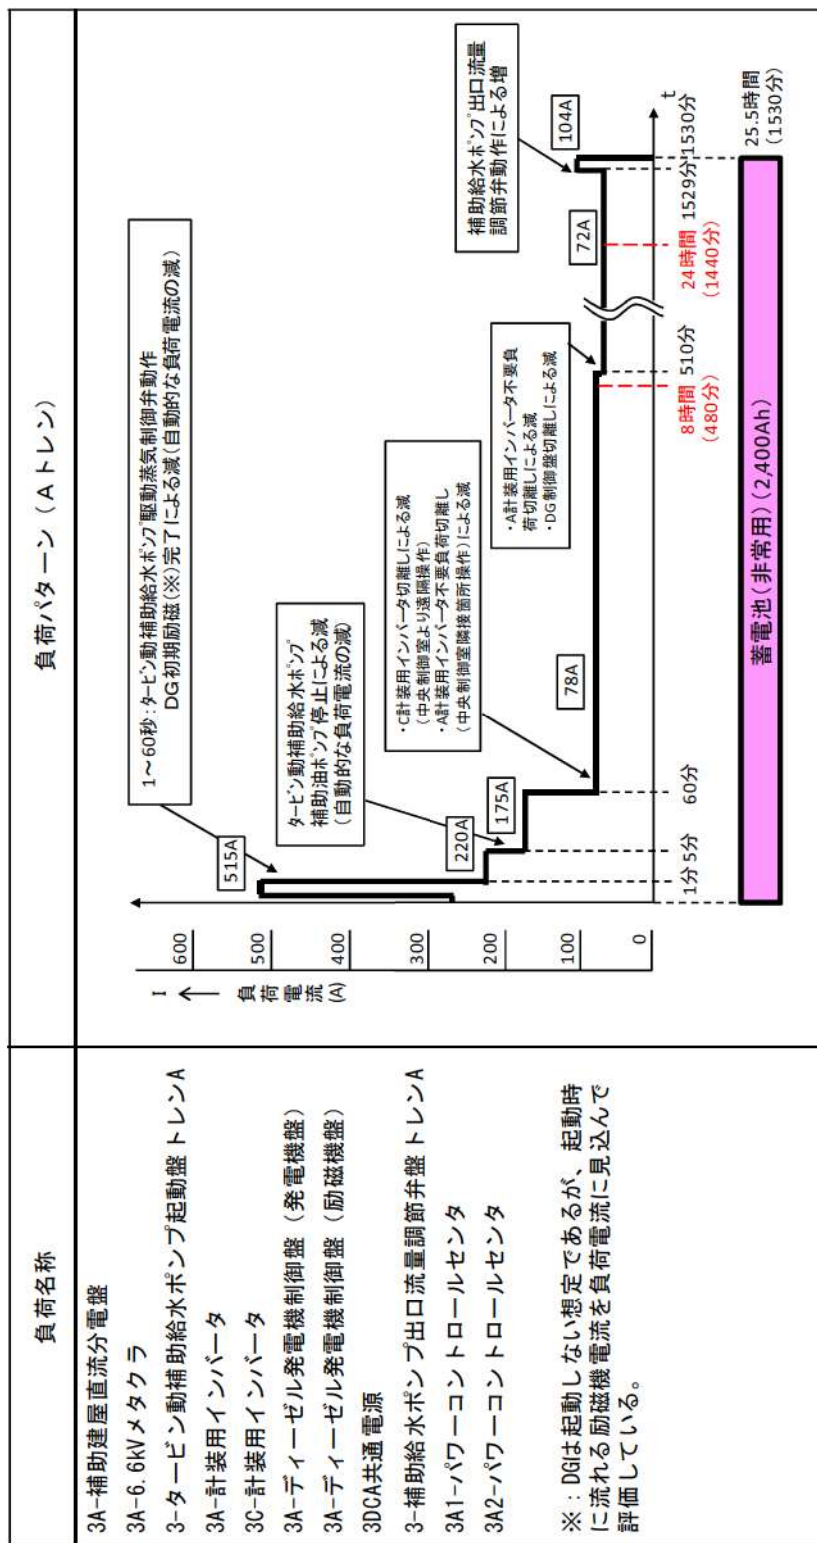 負荷名称
3A-補助建屋直流分電盤
3A-6.6kVメタクラ
3-タービン動補助給水ポンプ起動盤トレンA
3A-計装用インバータ
3C-計装用インバータ
3A-ディーゼル発電機制御盤（発電機盤）
3A-ディーゼル発電機制御盤（励磁機盤）
3DCA共通電源
3-補助給水ポンプ出口流量調節弁盤トレンA
3A1-パワーコントロールセンタ
3A2-パワーコントロールセンタ
※：DGは起動しない想定であるが、起動時
に流れる励磁機電流を負荷電流に見込んで
評価している。
負荷パターン（Aトレン）
1～60秒:タービン動補助給水ポンプ駆動蒸気制御弁動作
DG初期励磁(※)完了による減(自動的な負荷電流の減)
タービン動補助給水ポンプ
補助油ポンプ停止による減
(自動的な負荷電流の減)
・C計装用インバータ切離しによる減
(中央制御室より遠隔操作)
・A計装用インバータ不要負荷切離し
(中央制御室隣接箇所操作)による減
・A計装用インバータ不要負
荷切離しによる減
・DG制御盤切離しによる減
補助給水ポンプ出口流量
調節弁動作による増
I
負荷電流
(A)
600
500
400
300
200
100
0
515A
220A
175A
78A
72A
104A
t
1分
5分
60分
8時間
(480分)
510分
24時間
(1440分)
1529分
1530分
蓄電池(非常用)(2,400Ah)
25.5時間
(1530分)